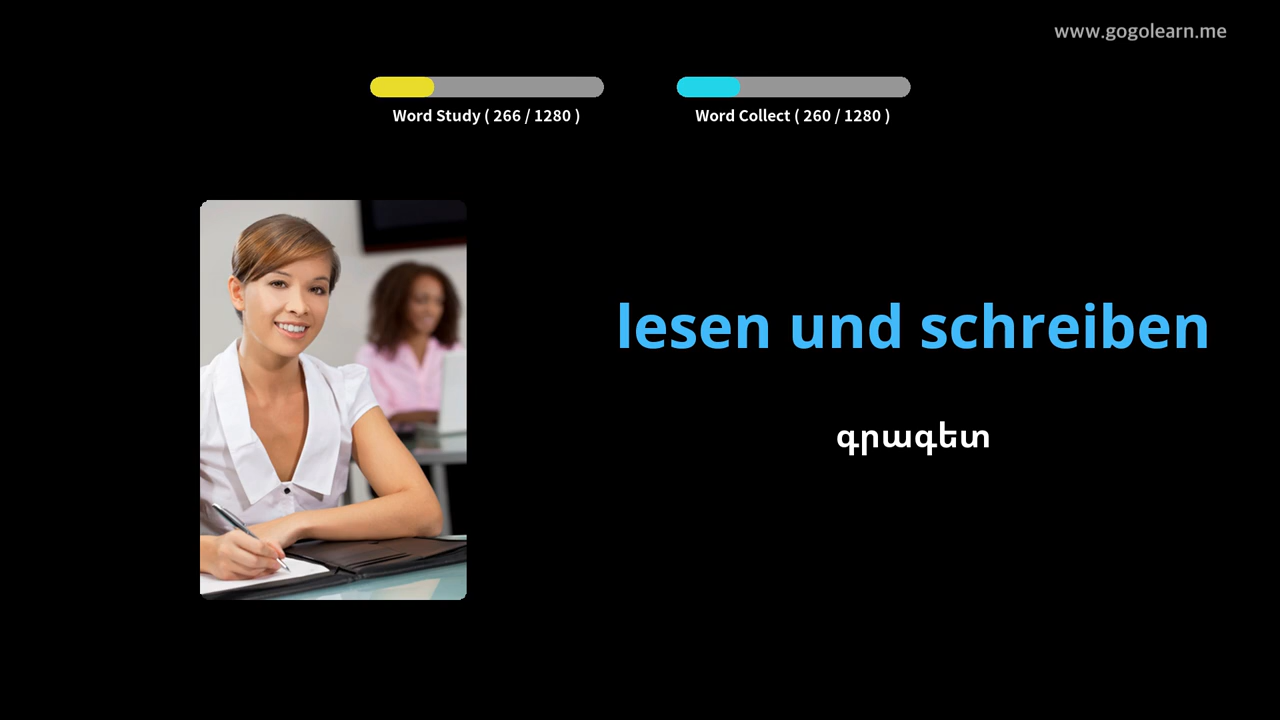 www.gogolearn.me
Word Study ( 266 / 1280 )
Word Collect ( 260 / 1280 )
lesen und schreiben
գրագետ